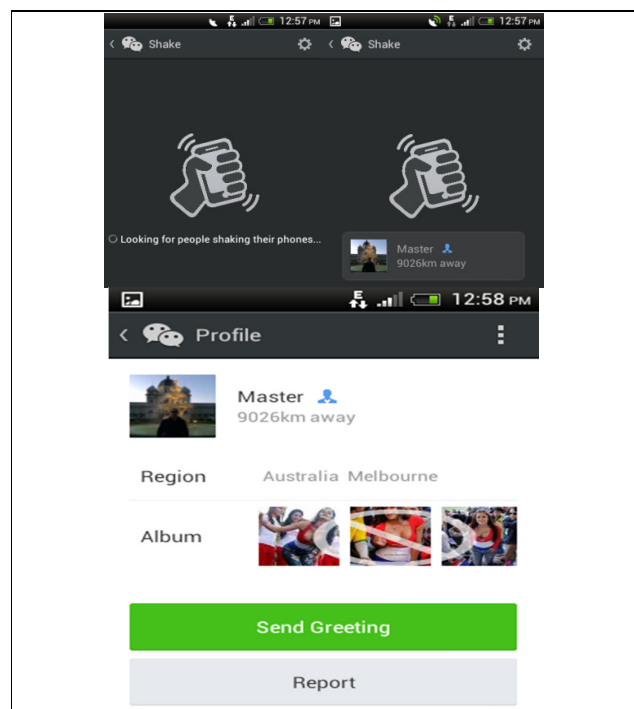 12:57 PM
12:57 PM
Shake
Shake
Looking for people shaking their phones...
Master
9026km away
E
12:58 PM
Profile
Master
9026km away
Region
Australia Melbourne
Album
Send Greeting
Report